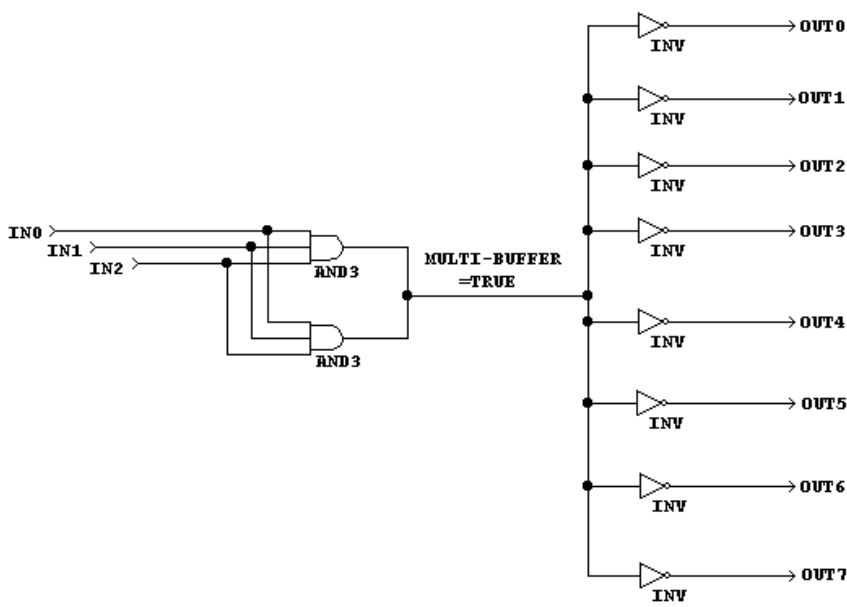 OUT0
INV
OUT1
INV
OUT2
INV
IN0
OUT3
INV
IN1
MULTI-BUFFER
=TRUE
IN2
AND3
OUT4
INV
AND3
OUT5
INV
OUT6
INV
OUT7
INV